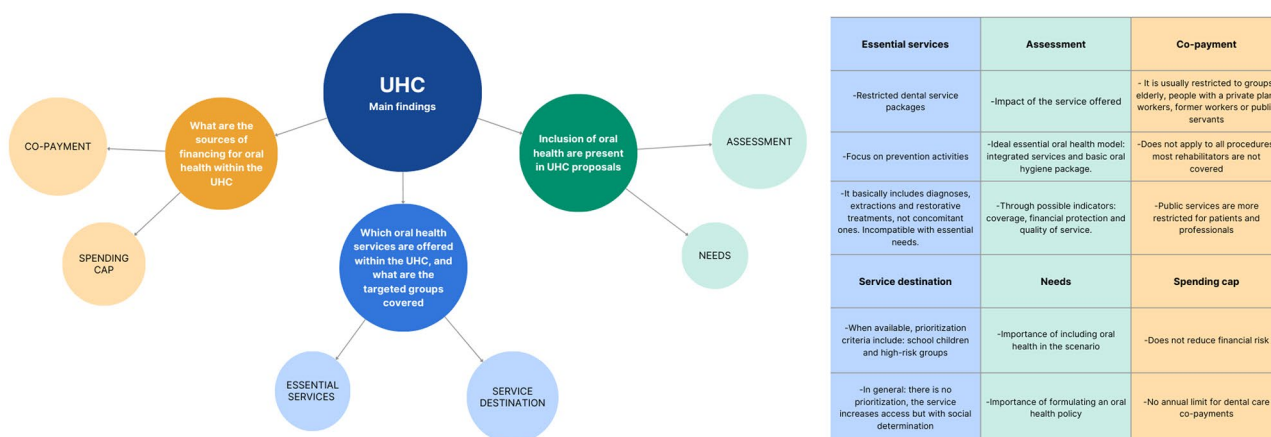 UHC
Main findings
What are the
sources of
financing for oral
health within the
UHC
CO-PAYMENT
SPENDING
CAP
Inclusion of oral
health are present
in UHC proposals
ASSESSMENT
NEEDS
Which oral health
services are offered
within the UHC, and
what are the
targeted groups
covered
ESSENTIAL
SERVICES
SERVICE
DESTINATION
Essential services
Assessment
Co-payment
-Restricted dental service
packages
-Impact of the service offered
- It is usually restricted to groups
elderly, people with a private plan
workers, former workers or public
servants
-Focus on prevention activities
-Ideal essential oral health model:
integrated services and basic oral
hygiene package.
-Does not apply to all procedures
most rehabilitators are not
covered
-It basically includes diagnoses,
extractions and restorative
treatments, not concomitant
ones. Incompatible with essential
needs.
-Through possible indicators:
coverage, financial protection and
quality of service.
-Public services are more
restricted for patients and
professionals
Service destination
Needs
Spending cap
-When available, prioritization
criteria include: school children
and high-risk groups
-Importance of including oral
health in the scenario
-Does not reduce financial risk
-In general: there is no
prioritization, the service
increases access but with social
determination
-Importance of formulating an oral
health policy
-No annual limit for dental care
co-payments